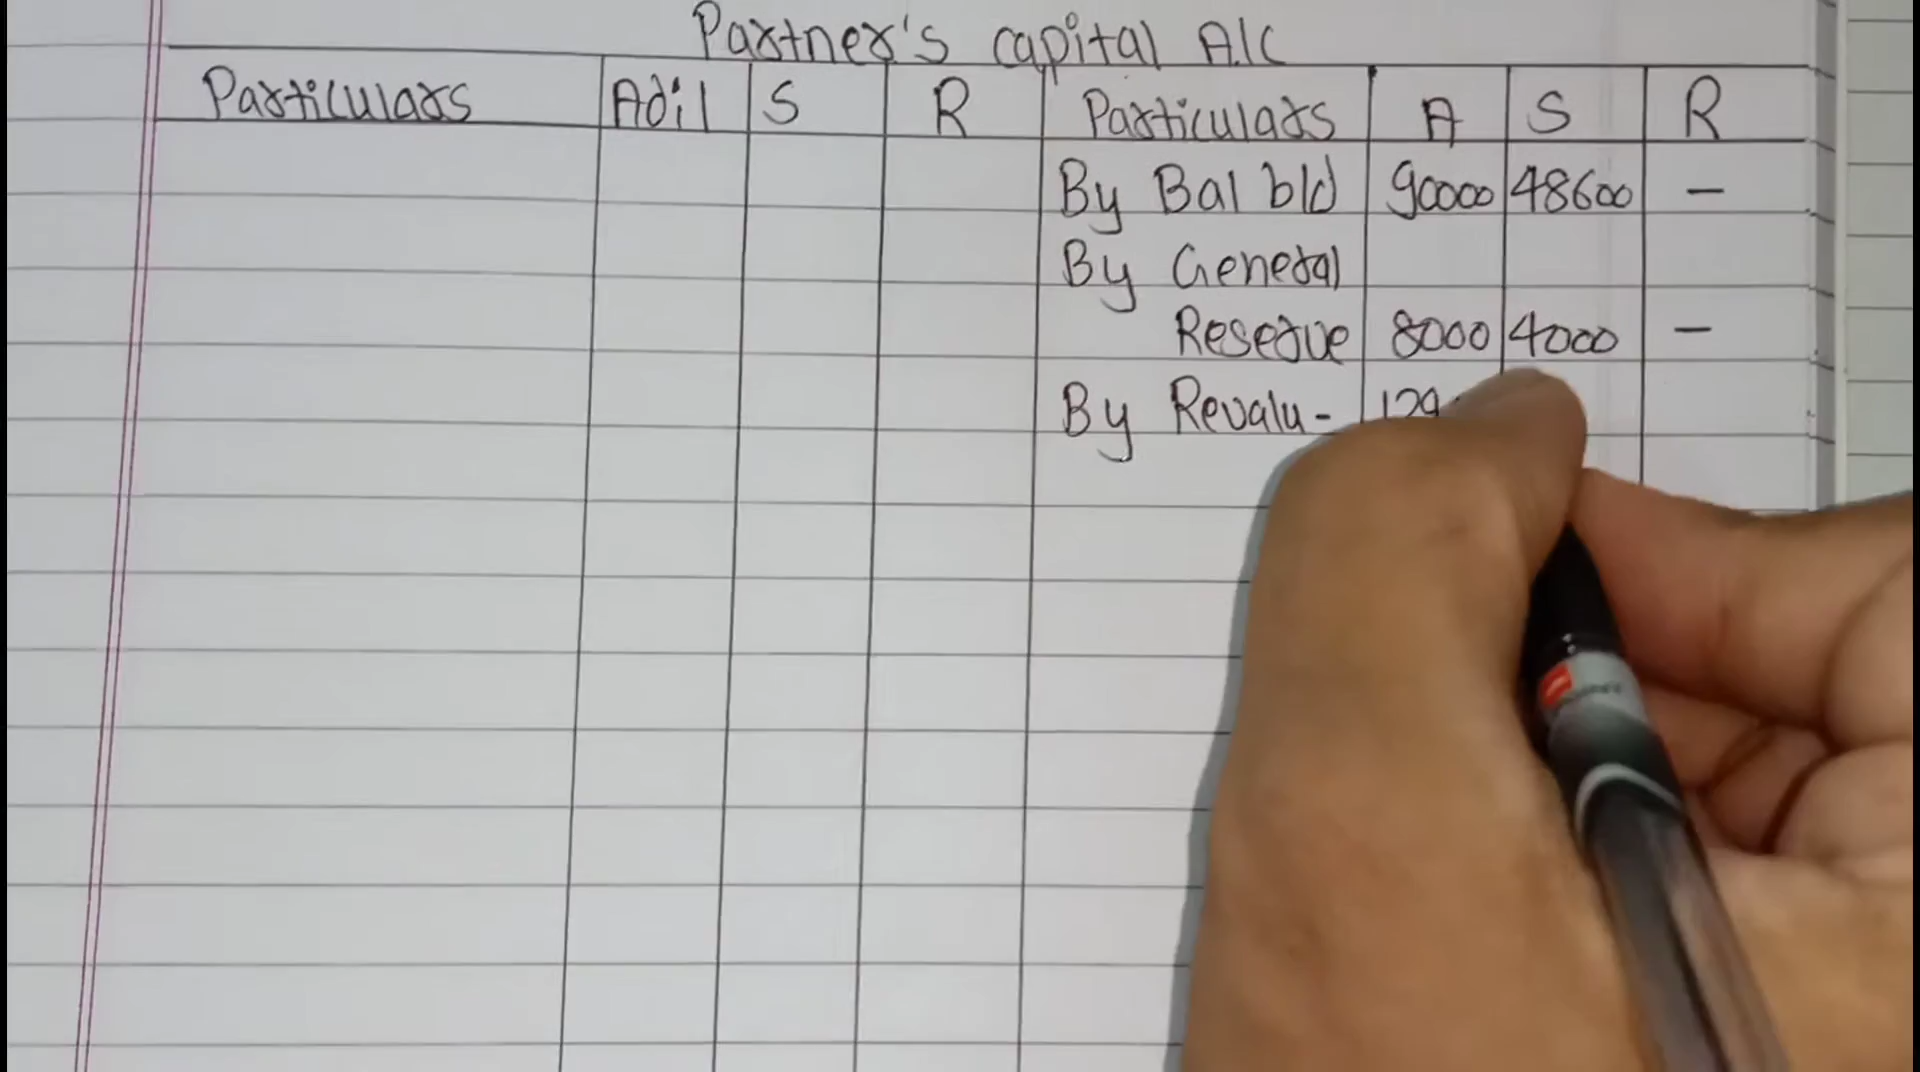 Partner's capital A/C
Particulars Adil S R Particulars A S R
By Bal b/d 90000 48600 —
By General
Reserve 8000 4000 —
By Revalu-